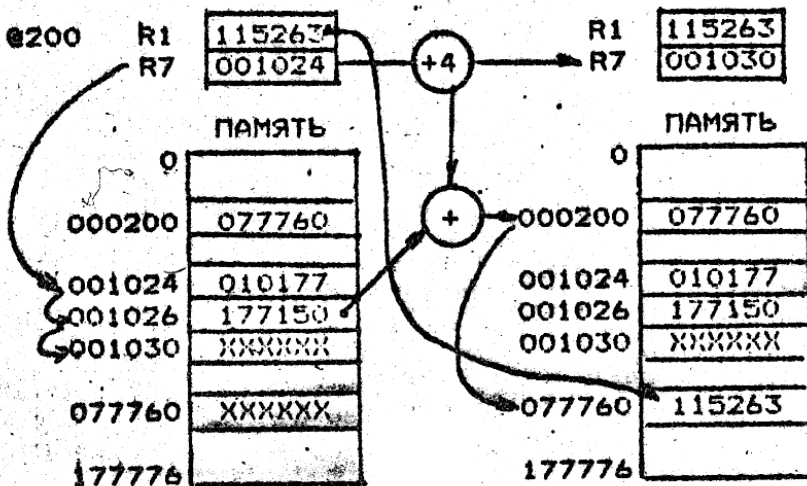 @200 R1 115263 R1 115263
R7 001024 +4 R7 001030
ПАМЯТЬ ПАМЯТЬ
0 0
000200 077760 + 000200 077760
001024 010177 001024 010177
001026 177150 001026 177150
001030 XXXXXX 001030 XXXXXX
077760 XXXXXX 077760 115263
177776 177776